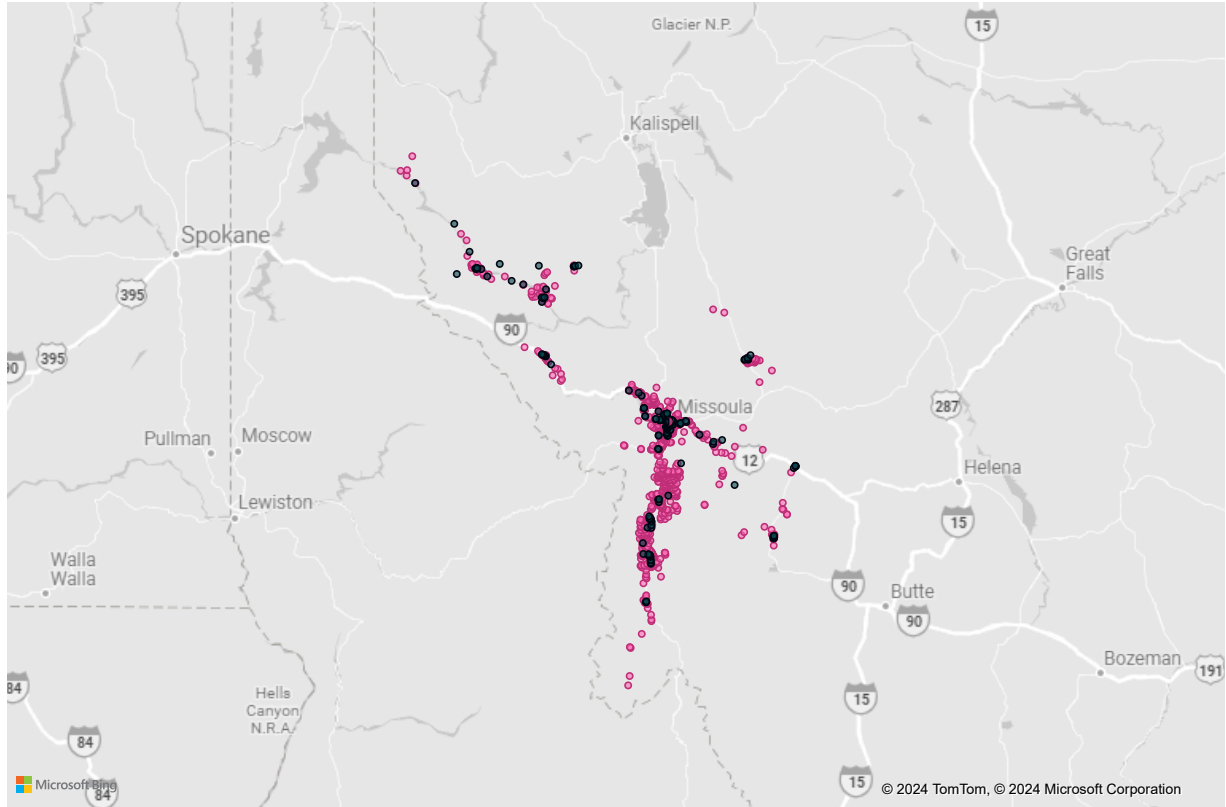 Glacier N.P.
15
Kalispell
Spokane
Great
Falls
395
90
395
90
Missoula
287
Pullman
Moscow
12
Helena
Lewiston
15
Walla
Walla
90
Butte
90
Bozeman
191
84
Hells
Canyon
N.R.A.
15
84
15
84
Microsoft Bing
© 2024 TomTom, © 2024 Microsoft Corporation